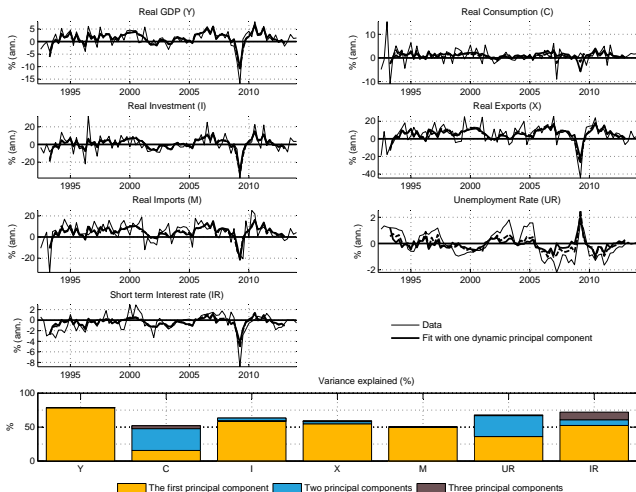 Real GDP (Y)
5
0
−5
−10
−15
% (ann.)
1995 2000 2005 2010
Real Consumption (C)
10
0
−10
% (ann.)
1995 2000 2005 2010
Real Investment (I)
20
0
−20
% (ann.)
1995 2000 2005 2010
Real Exports (X)
20
0
−20
−40
% (ann.)
1995 2000 2005 2010
Real Imports (M)
20
0
−20
% (ann.)
1995 2000 2005 2010
Unemployment Rate (UR)
2
0
−2
% (ann.)
1995 2000 2005 2010
Short term Interest rate (IR)
2
0
−2
−4
−6
−8
% (ann.)
1995 2000 2005 2010
Data
Fit with one dynamic principal component
Variance explained (%)
100
50
0
%
Y C I X M UR IR
The first principal component Two principal components Three principal components